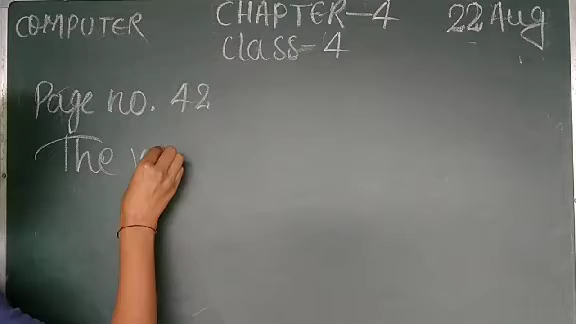 COMPUTER
CHAPTER-4
22 Aug
Class-4
Page no. 42
The